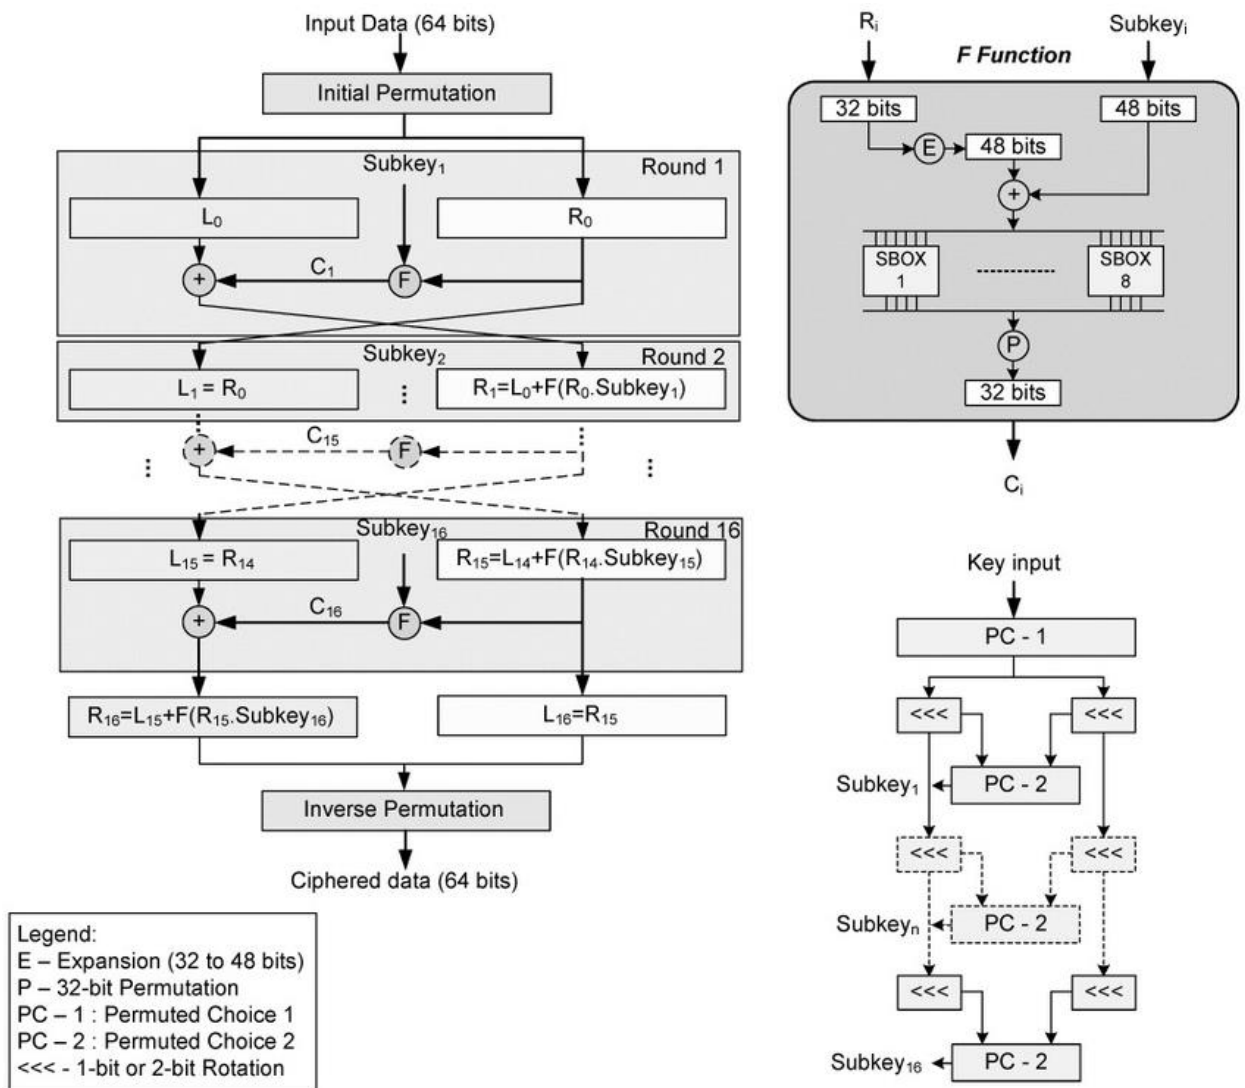 Input Data (64 bits)
Initial Permutation
Subkey₁
Round 1
L₀
R₀
+
C₁
F
Subkey₂
Round 2
L₁ = R₀
⋮
R₁=L₀+F(R₀.Subkey₁)
+
C₁₅
F
⋮
⋮
Subkey₁₆
Round 16
L₁₅ = R₁₄
R₁₅=L₁₄+F(R₁₄.Subkey₁₅)
+
C₁₆
F
R₁₆=L₁₅+F(R₁₅.Subkey₁₆)
L₁₆=R₁₅
Inverse Permutation
Ciphered data (64 bits)
Legend:
E – Expansion (32 to 48 bits)
P – 32-bit Permutation
PC – 1 : Permuted Choice 1
PC – 2 : Permuted Choice 2
<<< - 1-bit or 2-bit Rotation
Rᵢ
Subkeyᵢ
F Function
32 bits
48 bits
E
48 bits
+
SBOX
1
SBOX
8
P
32 bits
Cᵢ
Key input
PC - 1
<<<
<<<
Subkey₁
PC - 2
<<<
<<<
Subkeyₙ
PC - 2
<<<
<<<
Subkey₁₆
PC - 2